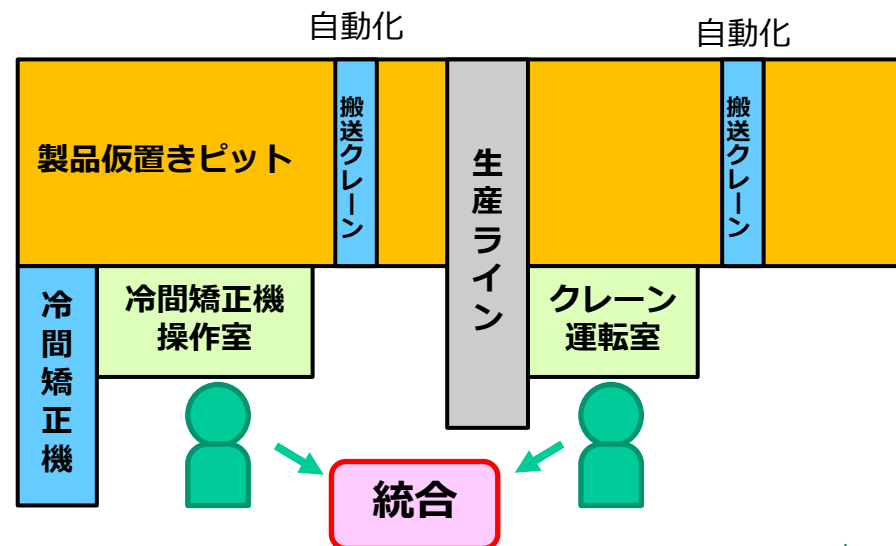 自動化
自動化
製品仮置きピット
搬送クレーン
生産ライン
搬送クレーン
冷間矯正機
冷間矯正機
操作室
クレーン
運転室
統合